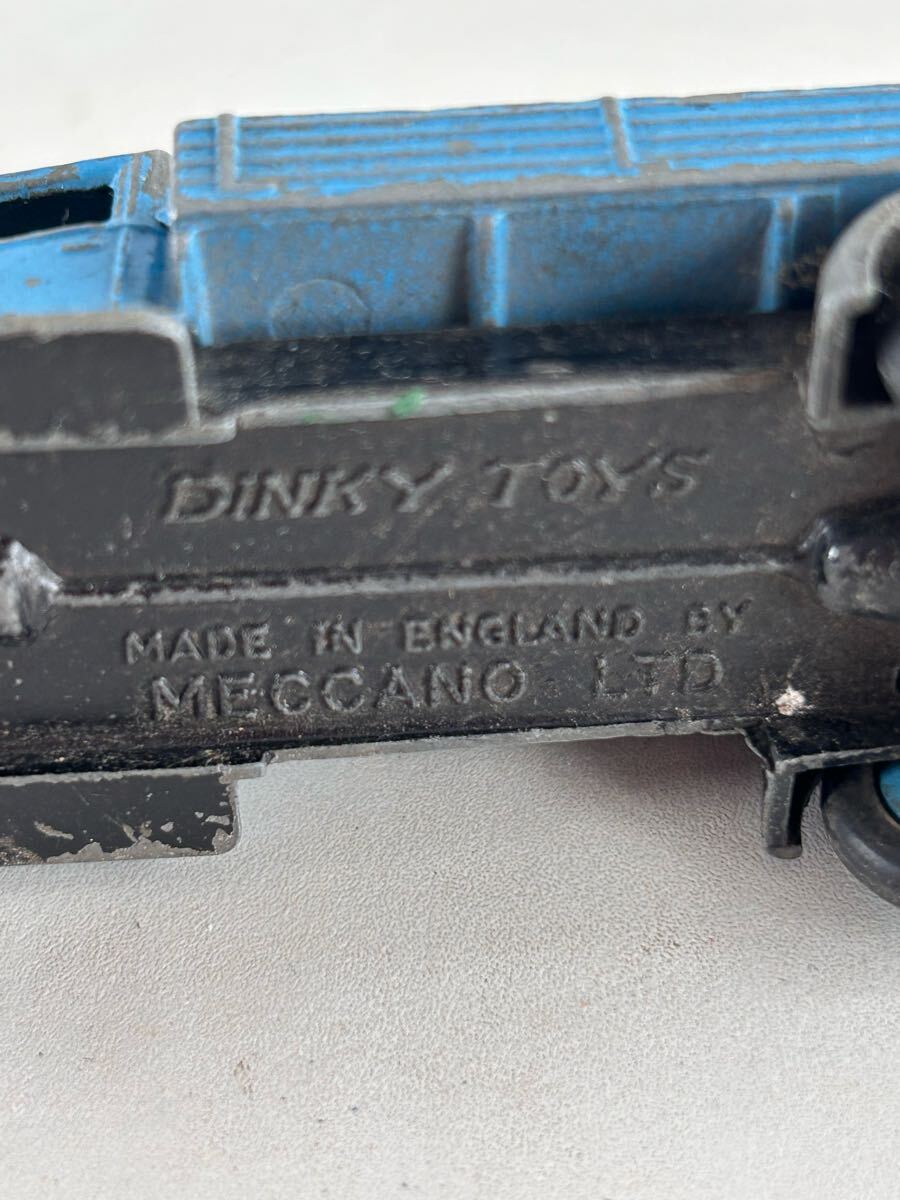 DINKY TOYS
MADE IN ENGLAND BY
MECCANO LTD